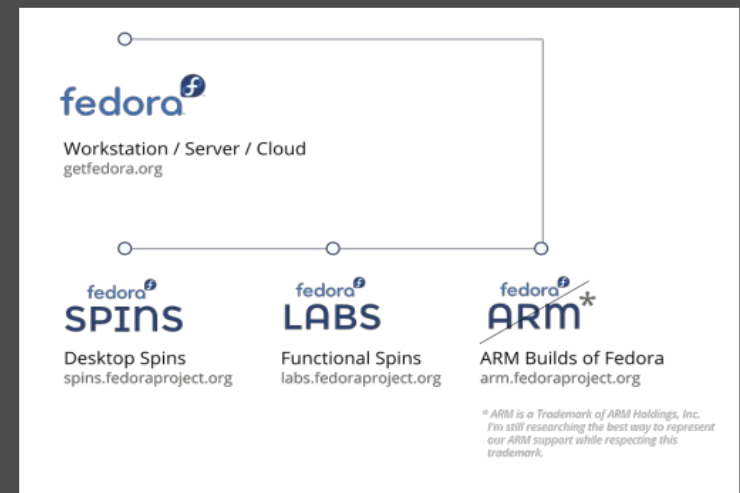 fedora
Workstation / Server / Cloud
getfedora.org
fedora
SPINS
Desktop Spins
spins.fedoraproject.org
fedora
LABS
Functional Spins
labs.fedoraproject.org
fedora
ARM*
ARM Builds of Fedora
arm.fedoraproject.org
* ARM is a Trademark of ARM Holdings, Inc.
I'm still researching the best way to represent
our ARM support while respecting this
trademark.